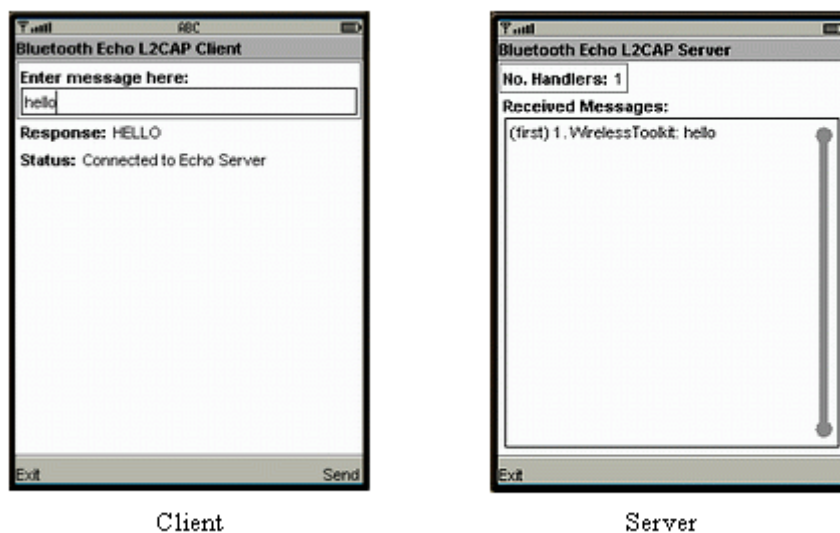 ABC
Bluetooth Echo L2CAP Client
Enter message here:
hello
Response: HELLO
Status: Connected to Echo Server
Exit Send
Client
Bluetooth Echo L2CAP Server
No. Handlers: 1
Received Messages:
(first) 1. WirelessToolkit: hello
Exit
Server